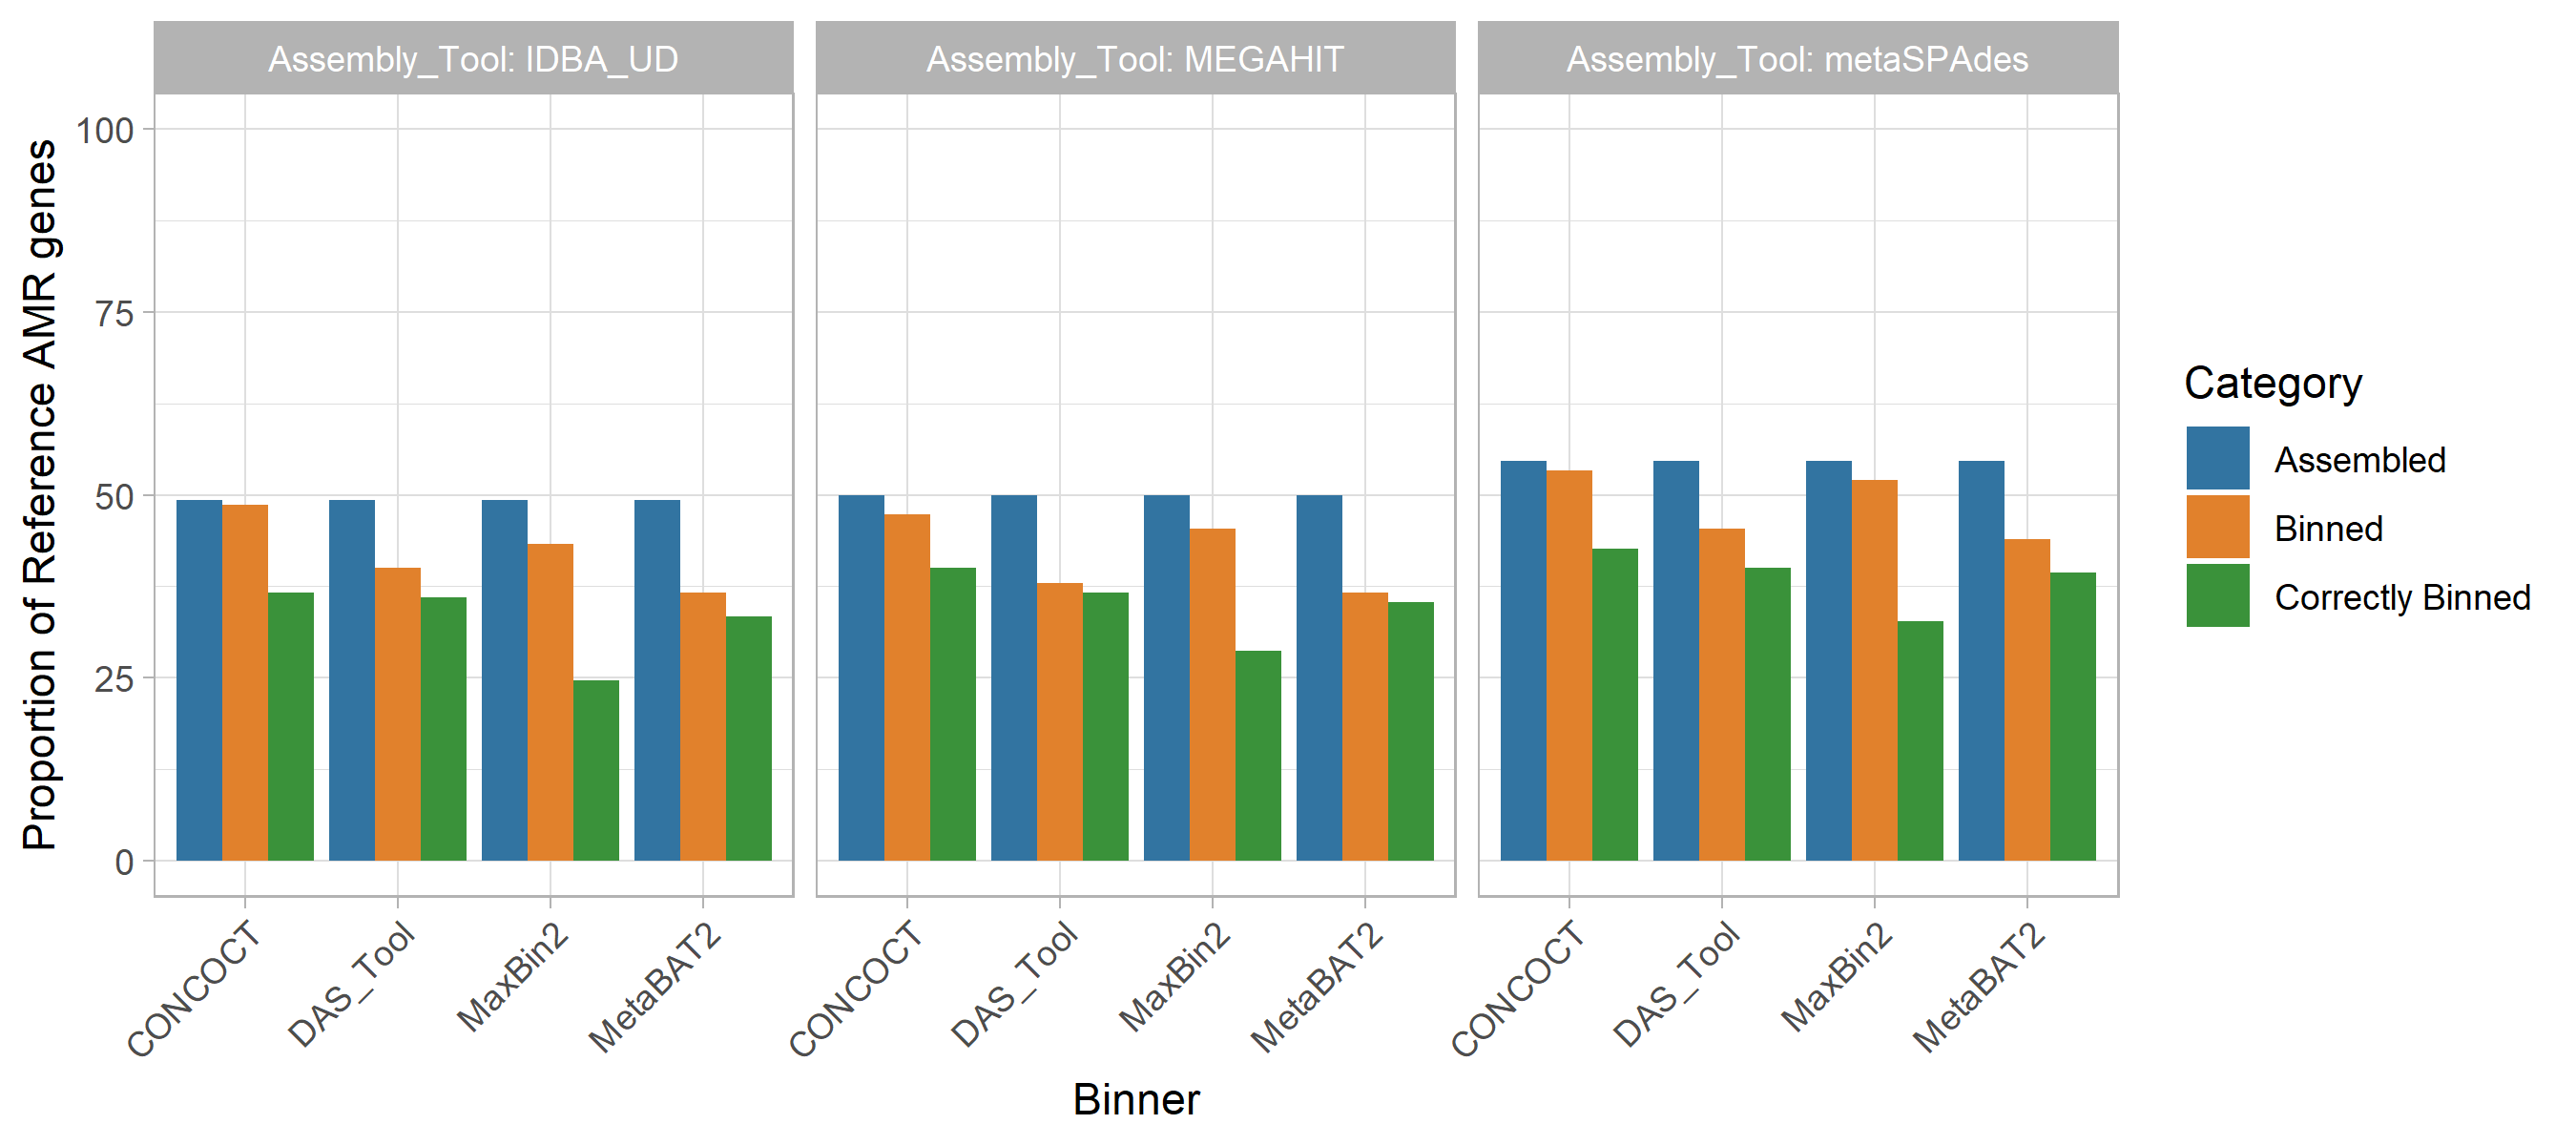 Assembly_Tool: IDBA_UD
Assembly_Tool: MEGAHIT
Assembly_Tool: metaSPAdes
Proportion of Reference AMR genes
100
75
50
25
0
CONCOCT
DAS_Tool
MaxBin2
MetaBAT2
CONCOCT
DAS_Tool
MaxBin2
MetaBAT2
CONCOCT
DAS_Tool
MaxBin2
MetaBAT2
Binner
Category
Assembled
Binned
Correctly Binned